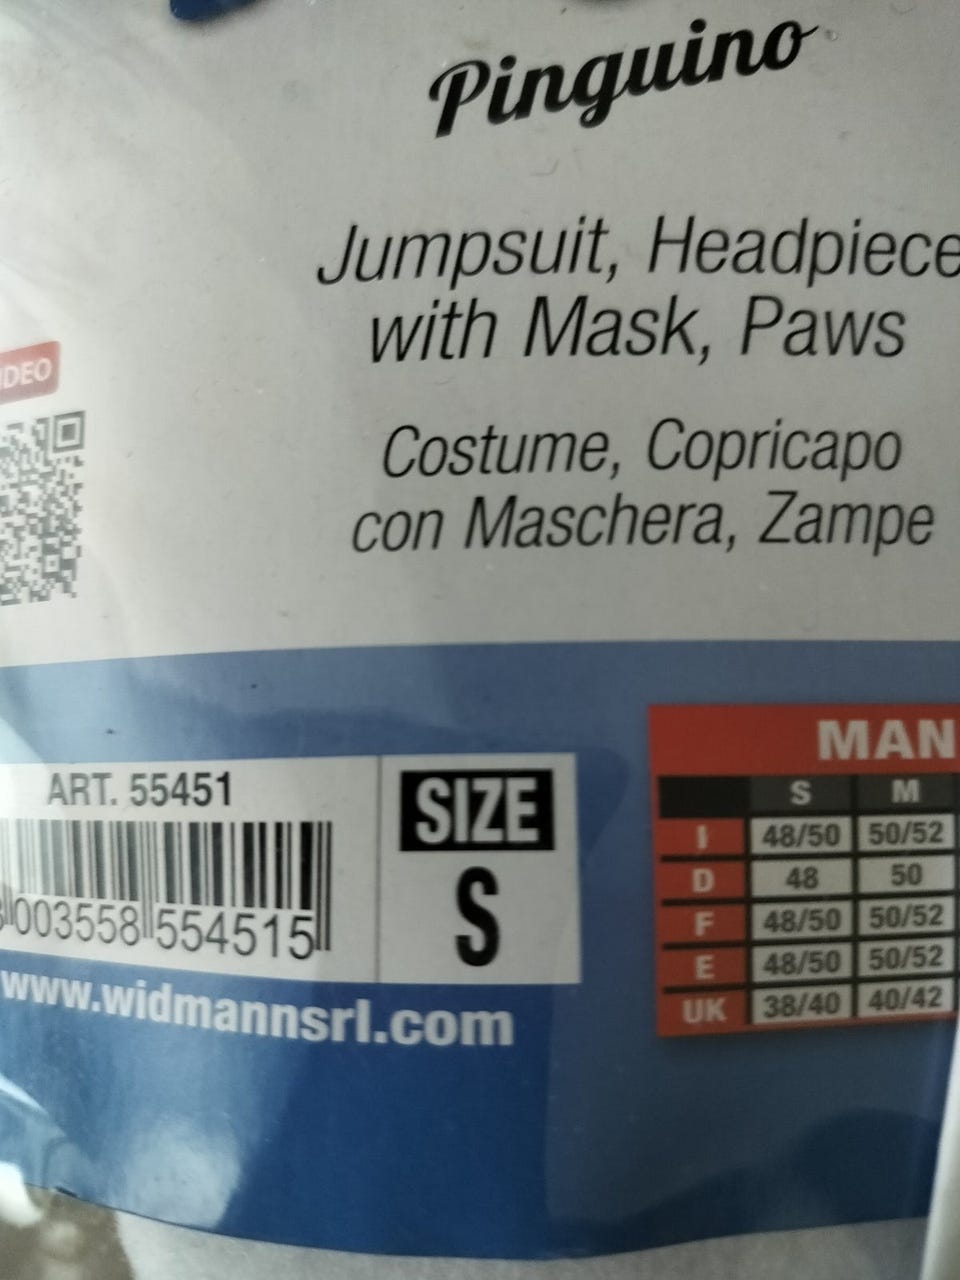 Pinguino
Jumpsuit, Headpiece
with Mask, Paws
Costume, Copricapo
con Maschera, Zampe
ART. 55451
003558 554515
SIZE
S
www.widmannsrl.com
MAN
S M
I 48/50 50/52
D 48 50
F 48/50 50/52
E 48/50 50/52
UK 38/40 40/42